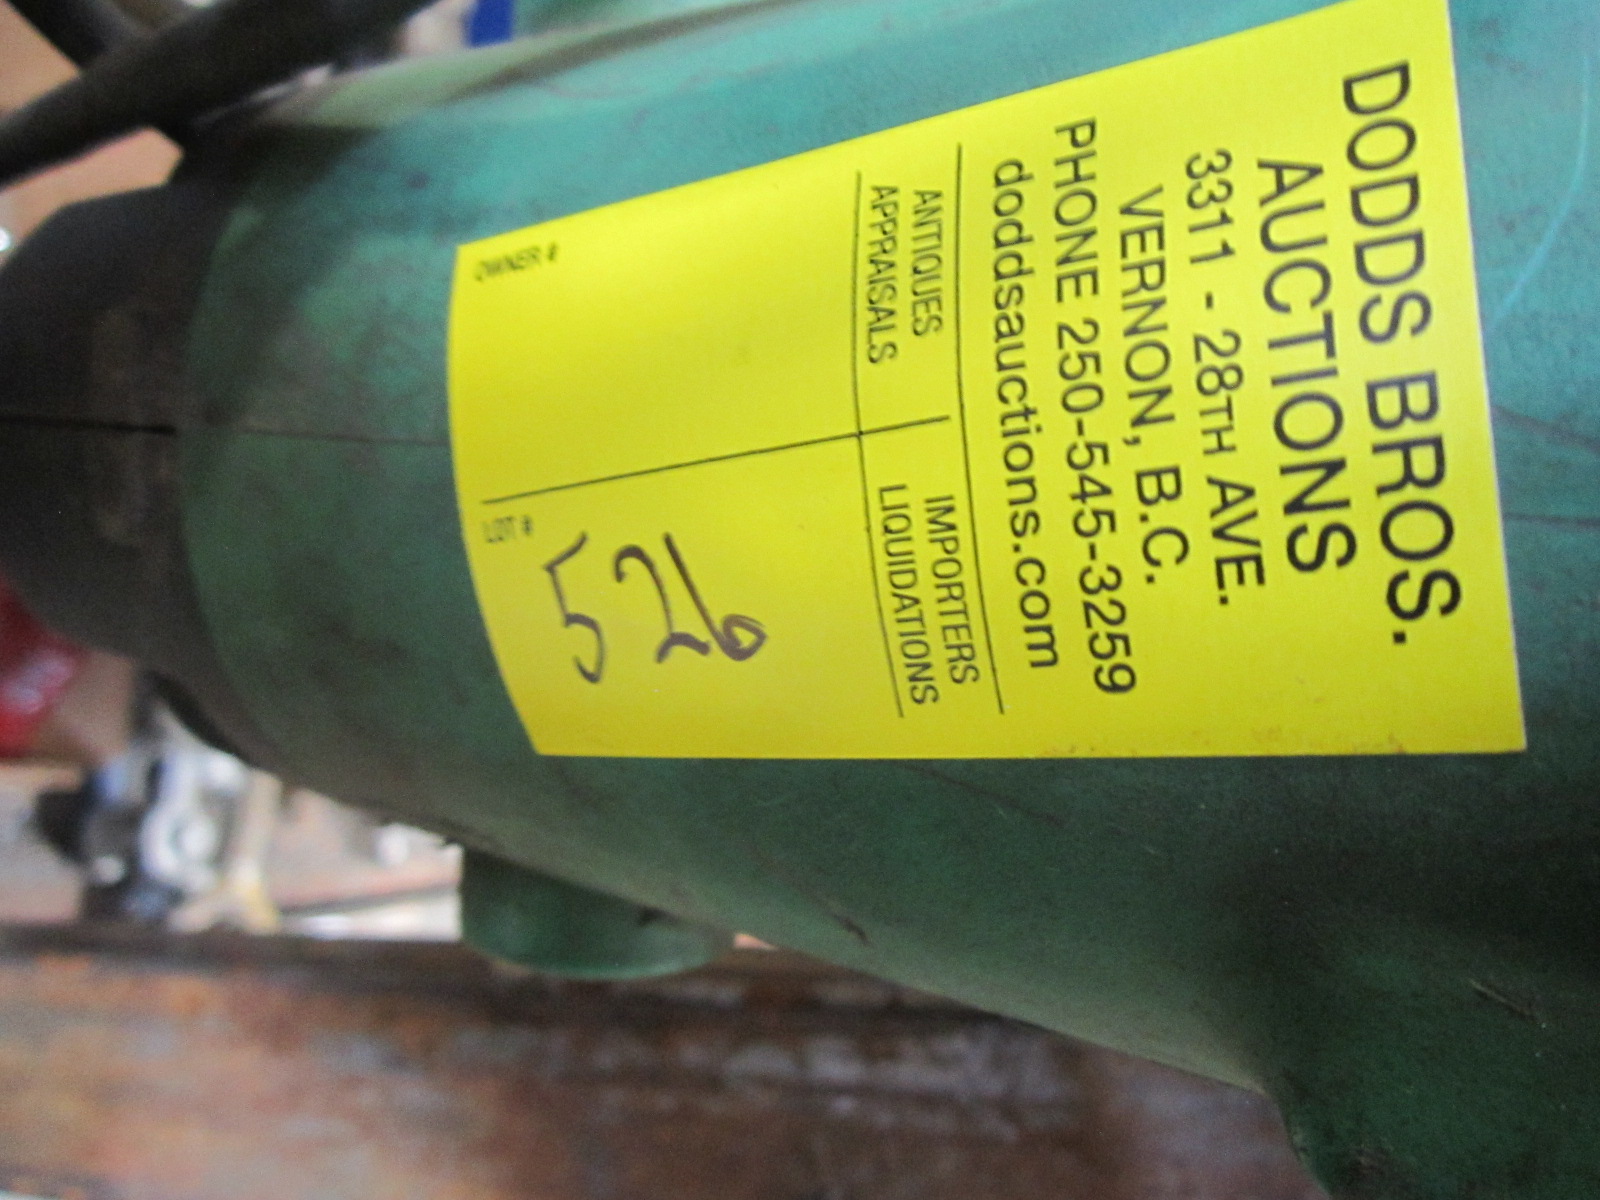 DODDS BROS.
AUCTIONS
3311 - 28TH AVE.
VERNON, B.C.
PHONE 250-545-3259
doddsauctions.com
ANTIQUES IMPORTERS
APPRAISALS LIQUIDATIONS
OWNER #
LOT #
526